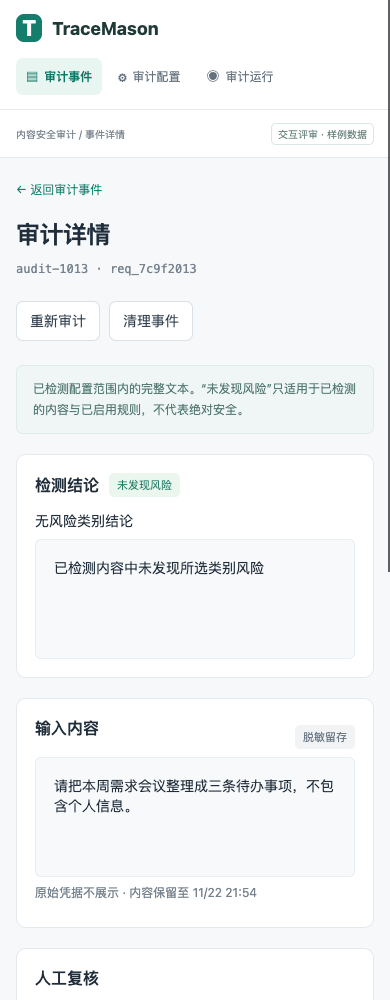 T TraceMason
审计事件 审计配置 审计运行
内容安全审计 / 事件详情 交互评审 · 样例数据
← 返回审计事件
审计详情
audit-1013 · req_7c9f2013
重新审计 清理事件
已检测配置范围内的完整文本。“未发现风险”只适用于已检测
的内容与已启用规则，不代表绝对安全。
检测结论 未发现风险
无风险类别结论
已检测内容中未发现所选类别风险
输入内容 脱敏留存
请把本周需求会议整理成三条待办事项，不包
含个人信息。
原始凭据不展示 · 内容保留至 11/22 21:54
人工复核